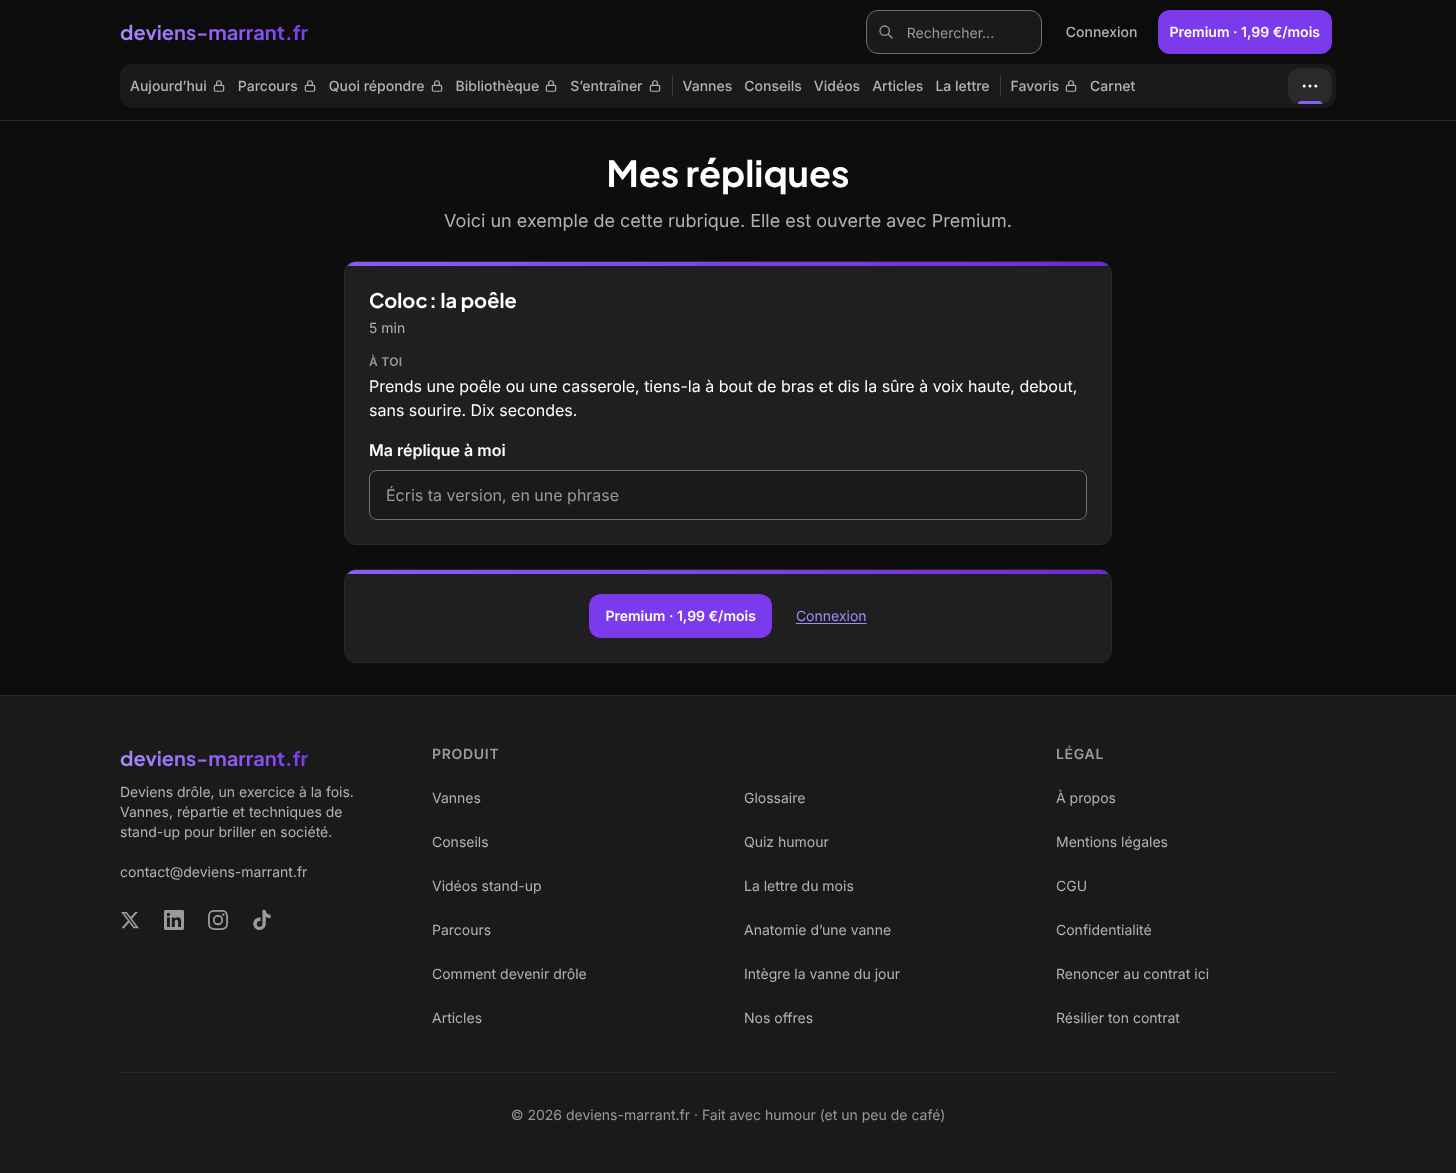 deviens-marrant.fr
Rechercher...
Connexion
Premium · 1,99 €/mois
Aujourd’hui
Parcours
Quoi répondre
Bibliothèque
S’entraîner
Vannes
Conseils
Vidéos
Articles
La lettre
Favoris
Carnet
Mes répliques
Voici un exemple de cette rubrique. Elle est ouverte avec Premium.
Coloc : la poêle
5 min
À TOI
Prends une poêle ou une casserole, tiens-la à bout de bras et dis la sûre à voix haute, debout,
sans sourire. Dix secondes.
Ma réplique à moi
Écris ta version, en une phrase
Premium · 1,99 €/mois
Connexion
deviens-marrant.fr
Deviens drôle, un exercice à la fois.
Vannes, répartie et techniques de
stand-up pour briller en société.
contact@deviens-marrant.fr
PRODUIT
Vannes
Conseils
Vidéos stand-up
Parcours
Comment devenir drôle
Articles
Glossaire
Quiz humour
La lettre du mois
Anatomie d’une vanne
Intègre la vanne du jour
Nos offres
LÉGAL
À propos
Mentions légales
CGU
Confidentialité
Renoncer au contrat ici
Résilier ton contrat
© 2026 deviens-marrant.fr · Fait avec humour (et un peu de café)